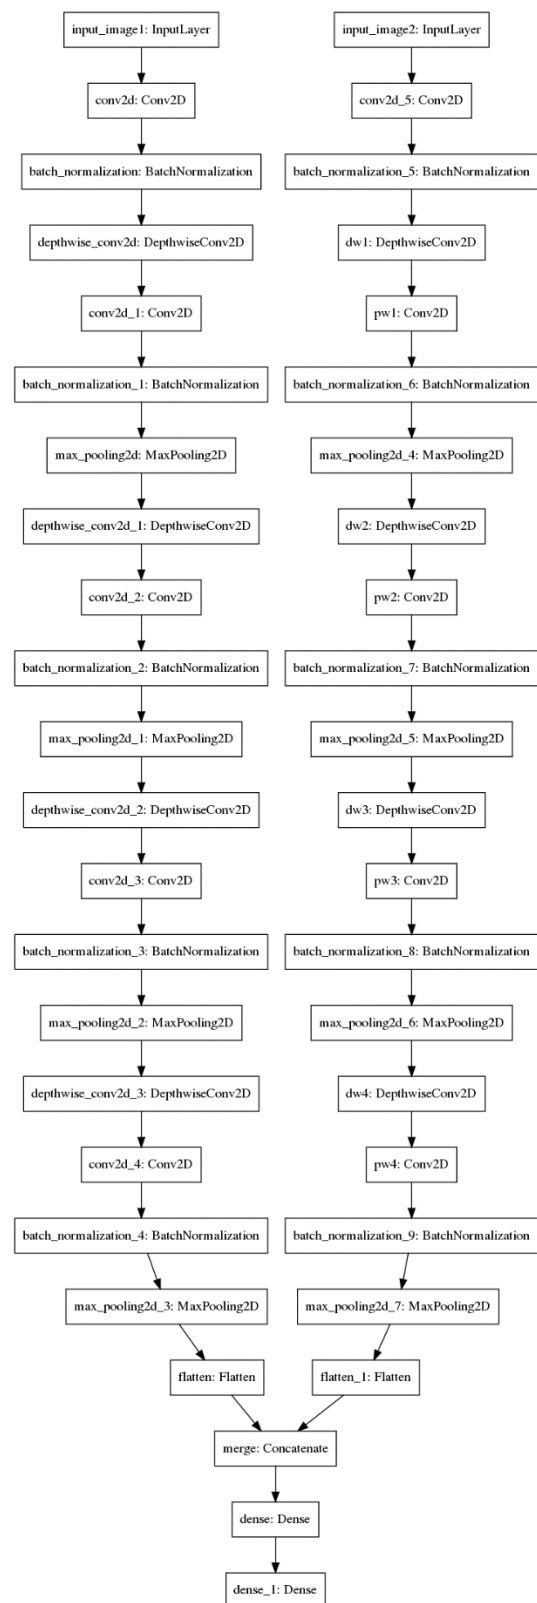 input_image1: InputLayer
input_image2: InputLayer
conv2d: Conv2D
conv2d_5: Conv2D
batch_normalization: BatchNormalization
batch_normalization_5: BatchNormalization
depthwise_conv2d: DepthwiseConv2D
dw1: DepthwiseConv2D
conv2d_1: Conv2D
pw1: Conv2D
batch_normalization_1: BatchNormalization
batch_normalization_6: BatchNormalization
max_pooling2d: MaxPooling2D
max_pooling2d_4: MaxPooling2D
depthwise_conv2d_1: DepthwiseConv2D
dw2: DepthwiseConv2D
conv2d_2: Conv2D
pw2: Conv2D
batch_normalization_2: BatchNormalization
batch_normalization_7: BatchNormalization
max_pooling2d_1: MaxPooling2D
max_pooling2d_5: MaxPooling2D
depthwise_conv2d_2: DepthwiseConv2D
dw3: DepthwiseConv2D
conv2d_3: Conv2D
pw3: Conv2D
batch_normalization_3: BatchNormalization
batch_normalization_8: BatchNormalization
max_pooling2d_2: MaxPooling2D
max_pooling2d_6: MaxPooling2D
depthwise_conv2d_3: DepthwiseConv2D
dw4: DepthwiseConv2D
conv2d_4: Conv2D
pw4: Conv2D
batch_normalization_4: BatchNormalization
batch_normalization_9: BatchNormalization
max_pooling2d_3: MaxPooling2D
max_pooling2d_7: MaxPooling2D
flatten: Flatten
flatten_1: Flatten
merge: Concatenate
dense: Dense
dense_1: Dense